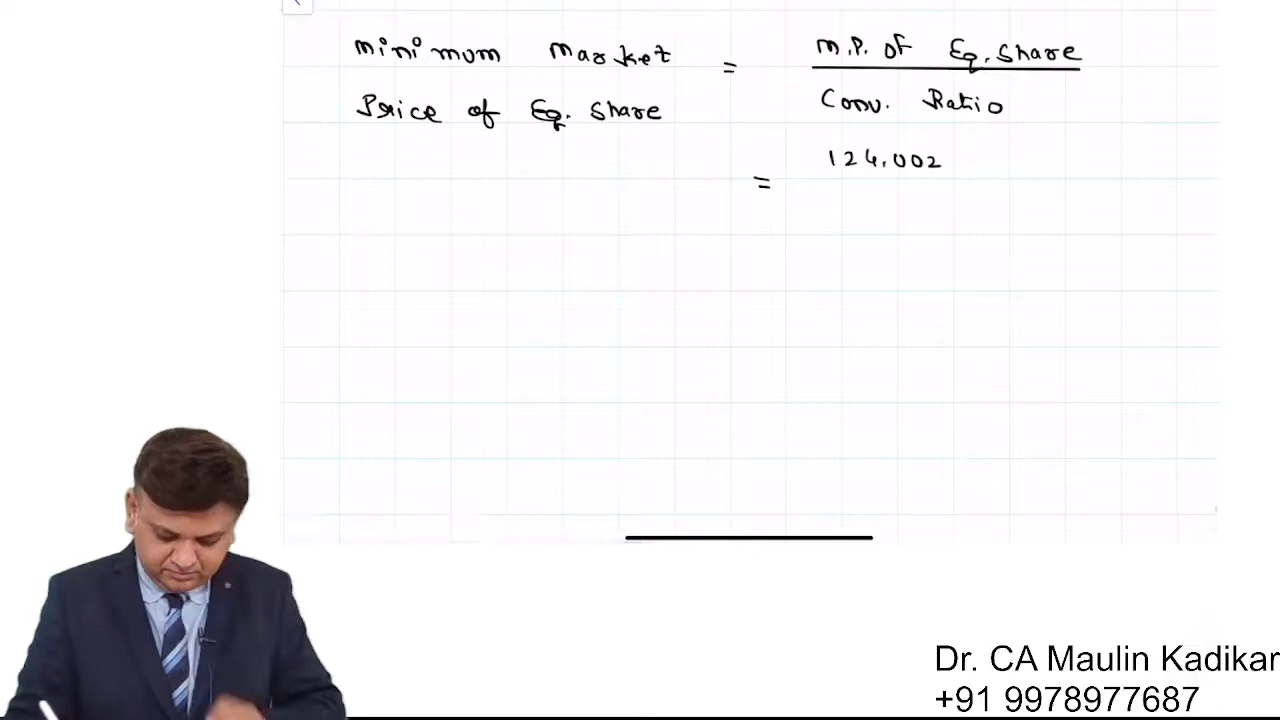 Minimum Market = M.P. of Eq. Share
Price of Eq. Share Conv. Ratio
= 124.002
Dr. CA Maulin Kadikar
+91 9978977687